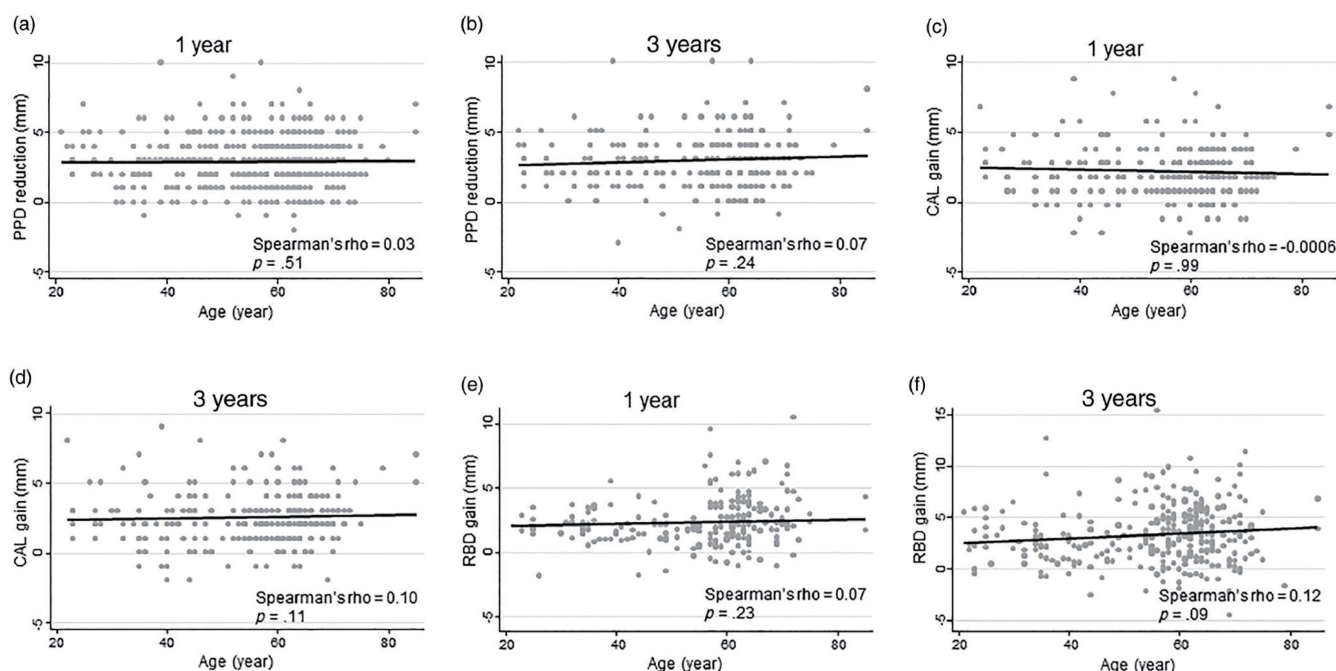 (a)
1 year
PPD reduction (mm)
10
5
0
-5
Spearman's rho = 0.03
p = .51
20 40 60 80
Age (year)
(b)
3 years
PPD reduction (mm)
10
5
0
-5
Spearman's rho = 0.07
p = .24
20 40 60 80
Age (year)
(c)
1 year
CAL gain (mm)
10
5
0
-5
Spearman's rho = -0.0006
p = .99
20 40 60 80
Age (year)
(d)
3 years
CAL gain (mm)
10
5
0
-5
Spearman's rho = 0.10
p = .11
20 40 60 80
Age (year)
(e)
1 year
RBD gain (mm)
10
5
0
-5
Spearman's rho = 0.07
p = .23
20 40 60 80
Age (year)
(f)
3 years
RBD gain (mm)
15
10
5
0
-5
Spearman's rho = 0.12
p = .09
20 40 60 80
Age (year)